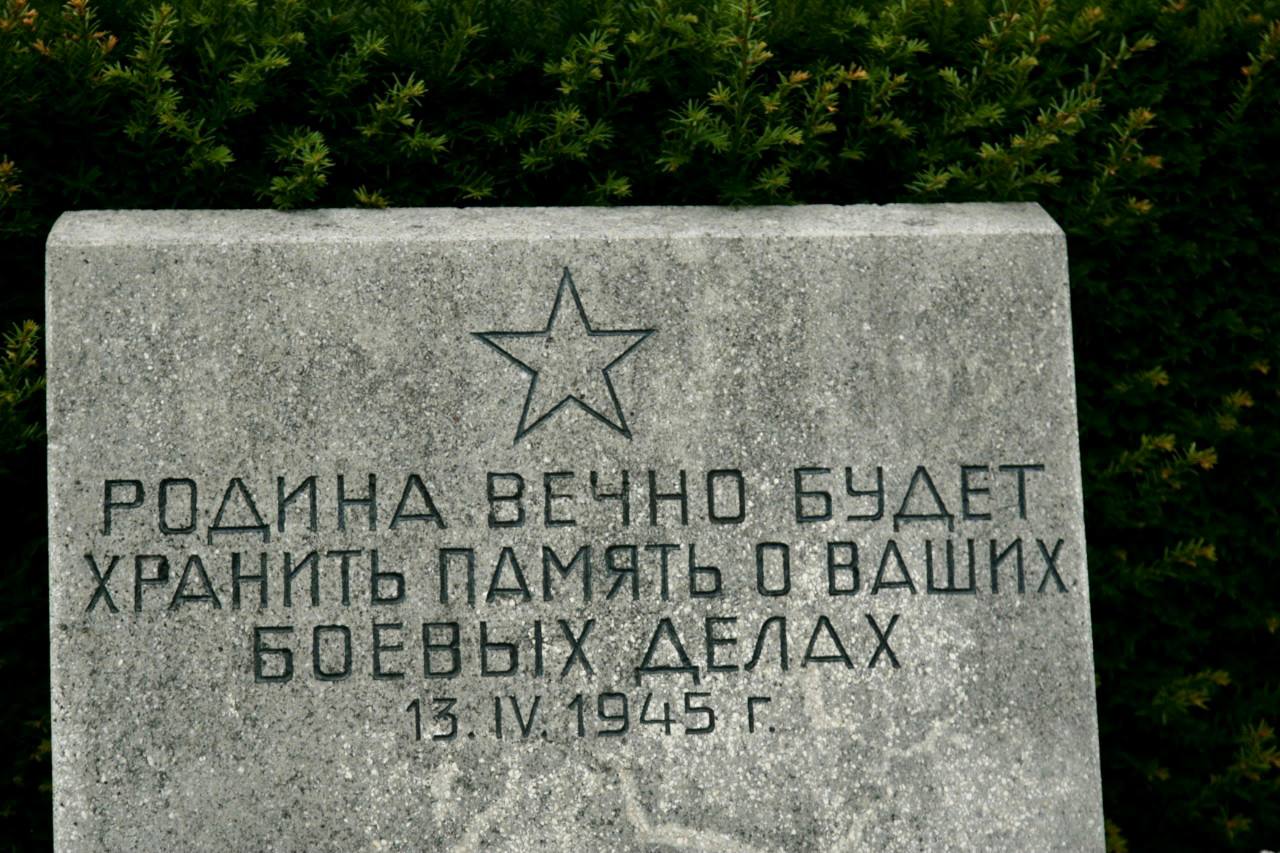 РОДИНА ВЕЧНО БУДЕТ
ХРАНИТЬ ПАМЯТЬ О ВАШИХ
БОЕВЫХ ДЕЛАХ
13. IV. 1945 г.